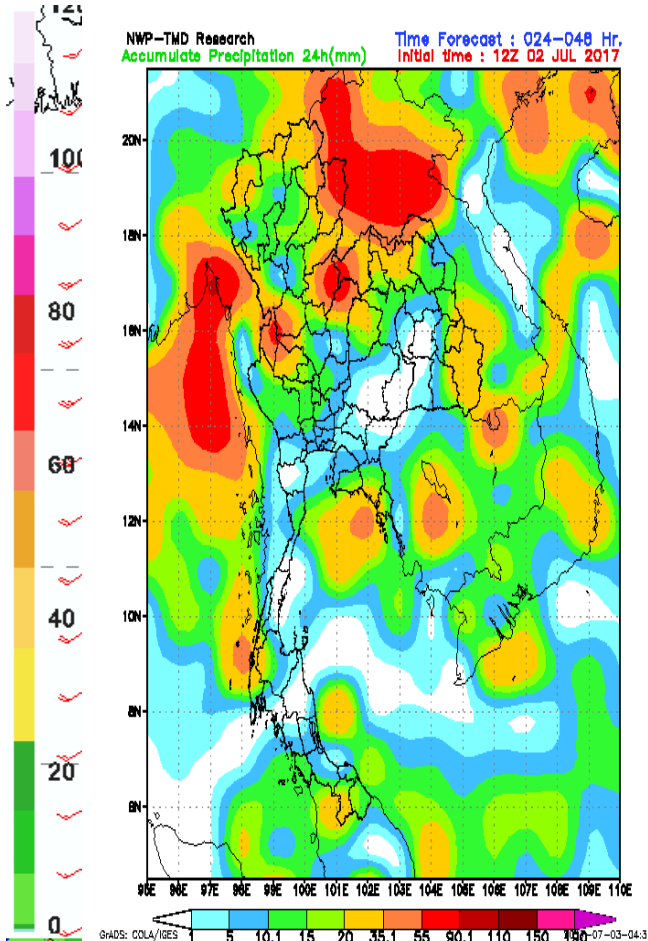 NWP-TMD Research
Time Forecast : 024-048 Hr.
Accumulate Precipitation 24h(mm)
Initial time : 12Z 02 JUL 2017
100
80
60
40
20
0
20N
18N
16N
14N
12N
10N
8N
6N
95E 96E 97E 98E 99E 100E 101E 102E 103E 104E 105E 106E 107E 108E 109E 110E
GrADS: COLA/IGES
1 5 10.1 15 20 35.1 55 90.1 110 150